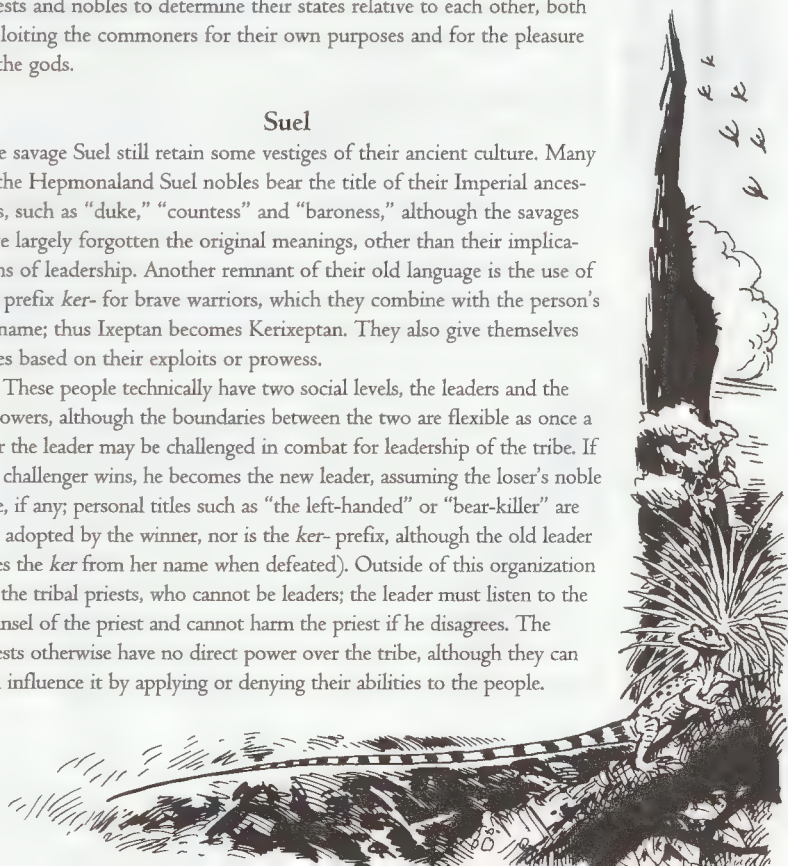 ests and nobles to determine their states relative to each other, both
loiting the commoners for their own purposes and for the pleasure
the gods.
Suel
e savage Suel still retain some vestiges of their ancient culture. Many
the Hepmonaland Suel nobles bear the title of their Imperial ances-
s, such as “duke,” “countess” and “baroness,” although the savages
e largely forgotten the original meanings, other than their implica-
ns of leadership. Another remnant of their old language is the use of
prefix ker- for brave warriors, which they combine with the person’s
name; thus Ixeptan becomes Kerixeptan. They also give themselves
es based on their exploits or prowess.
These people technically have two social levels, the leaders and the
owers, although the boundaries between the two are flexible as once a
r the leader may be challenged in combat for leadership of the tribe. If
challenger wins, he becomes the new leader, assuming the loser’s noble
e, if any; personal titles such as “the left-handed” or “bear-killer” are
adopted by the winner, nor is the ker- prefix, although the old leader
es the ker from her name when defeated). Outside of this organization
the tribal priests, who cannot be leaders; the leader must listen to the
nsel of the priest and cannot harm the priest if he disagrees. The
ests otherwise have no direct power over the tribe, although they can
influence it by applying or denying their abilities to the people.